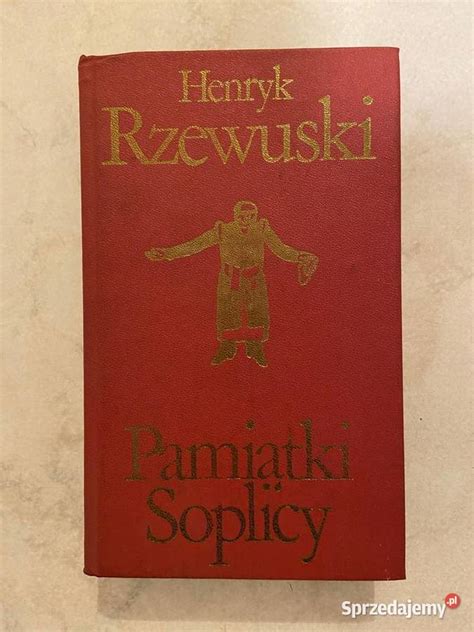 Henryk
Rzewuski
Pamiątki
Soplicy
Sprzedajemy.pl